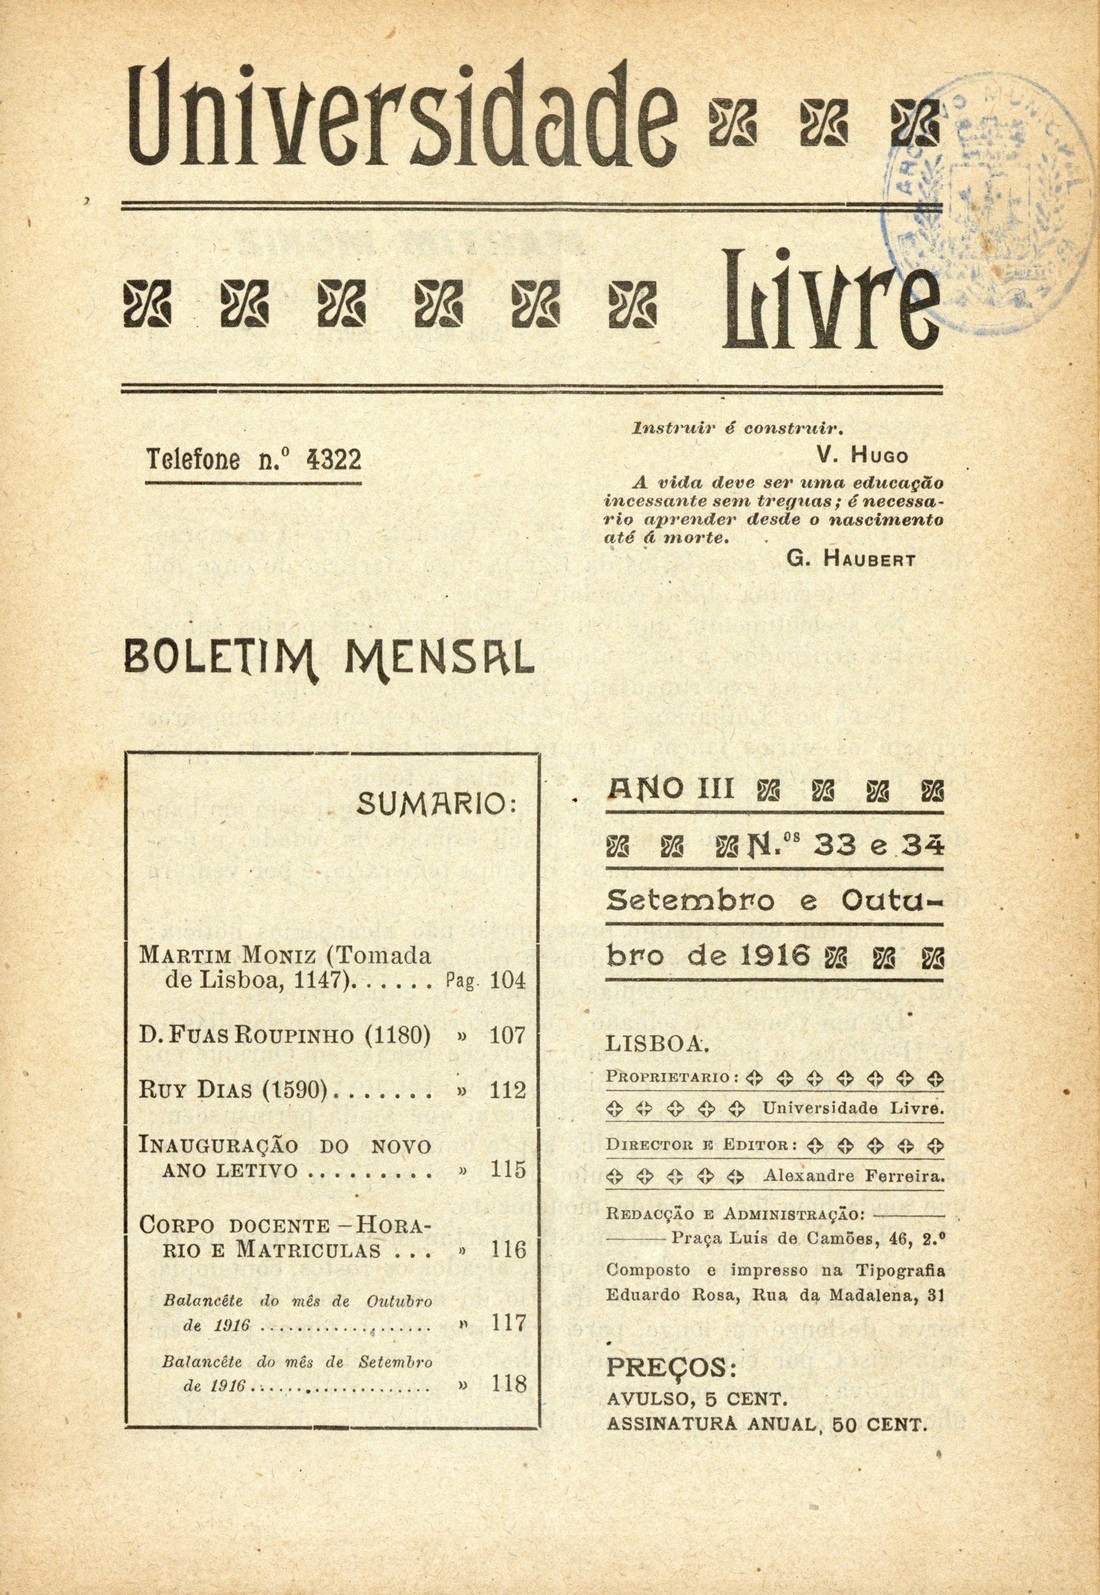 Universidade
Livre
Telefone n.º 4322
Instruir é construir.
V. HUGO
A vida deve ser uma educação
incessante sem treguas; é necessa-
rio aprender desde o nascimento
até á morte.
G. HAUBERT
BOLETIM MENSAL
SUMARIO:
MARTIM MONIZ (Tomada
de Lisboa, 1147)...... Pag. 104
D. FUAS ROUPINHO (1180) » 107
RUY DIAS (1590)....... » 112
INAUGURAÇÃO DO NOVO
ANO LETIVO ......... » 115
CORPO DOCENTE – HORA-
RIO E MATRICULAS ... » 116
Balancête do mês de Outubro
de 1916 .................... » 117
Balancête do mês de Setembro
de 1916..................... » 118
ANO III
N.os 33 e 34
Setembro e Outu-
bro de 1916
LISBOA.
PROPRIETARIO:
Universidade Livre.
DIRECTOR E EDITOR:
Alexandre Ferreira.
REDACÇÃO E ADMINISTRAÇÃO:
Praça Luís de Camões, 46, 2.º
Composto e impresso na Tipografia
Eduardo Rosa, Rua da Madalena, 31
PREÇOS:
AVULSO, 5 CENT.
ASSINATURA ANUAL, 50 CENT.
ARQUIVO MUNICIPAL